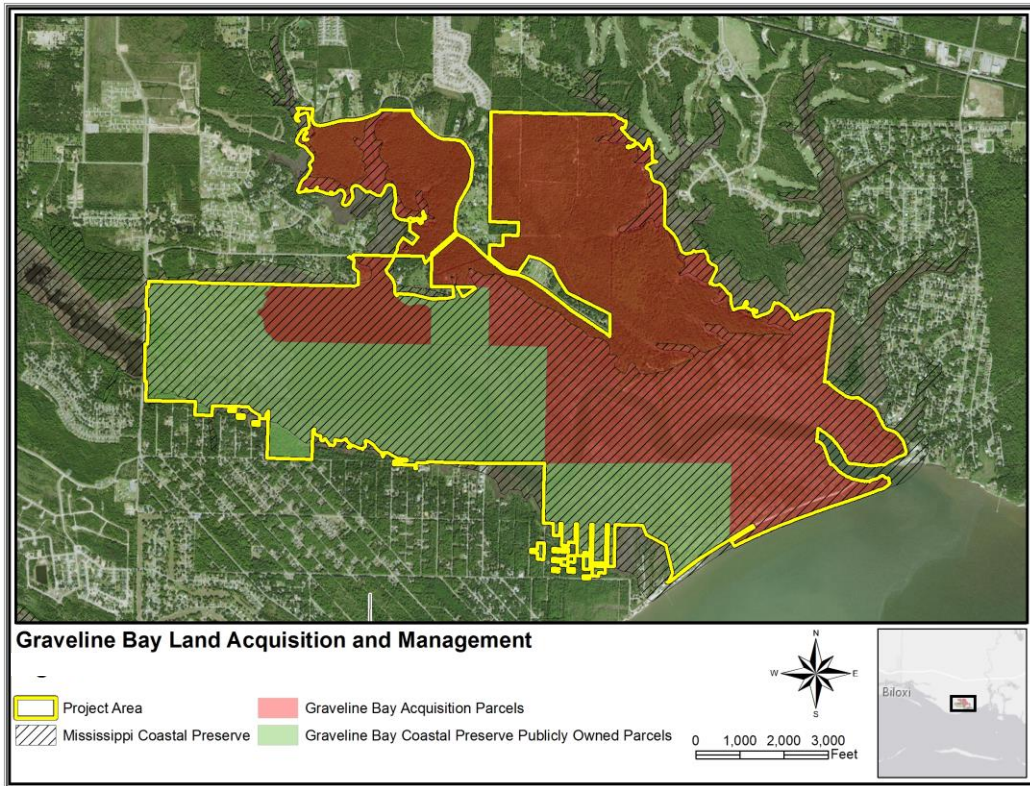 Graveline Bay Land Acquisition and Management
Project Area
Graveline Bay Acquisition Parcels
Mississippi Coastal Preserve
Graveline Bay Coastal Preserve Publicly Owned Parcels
N
W
E
S
0 1,000 2,000 3,000
Feet
Biloxi